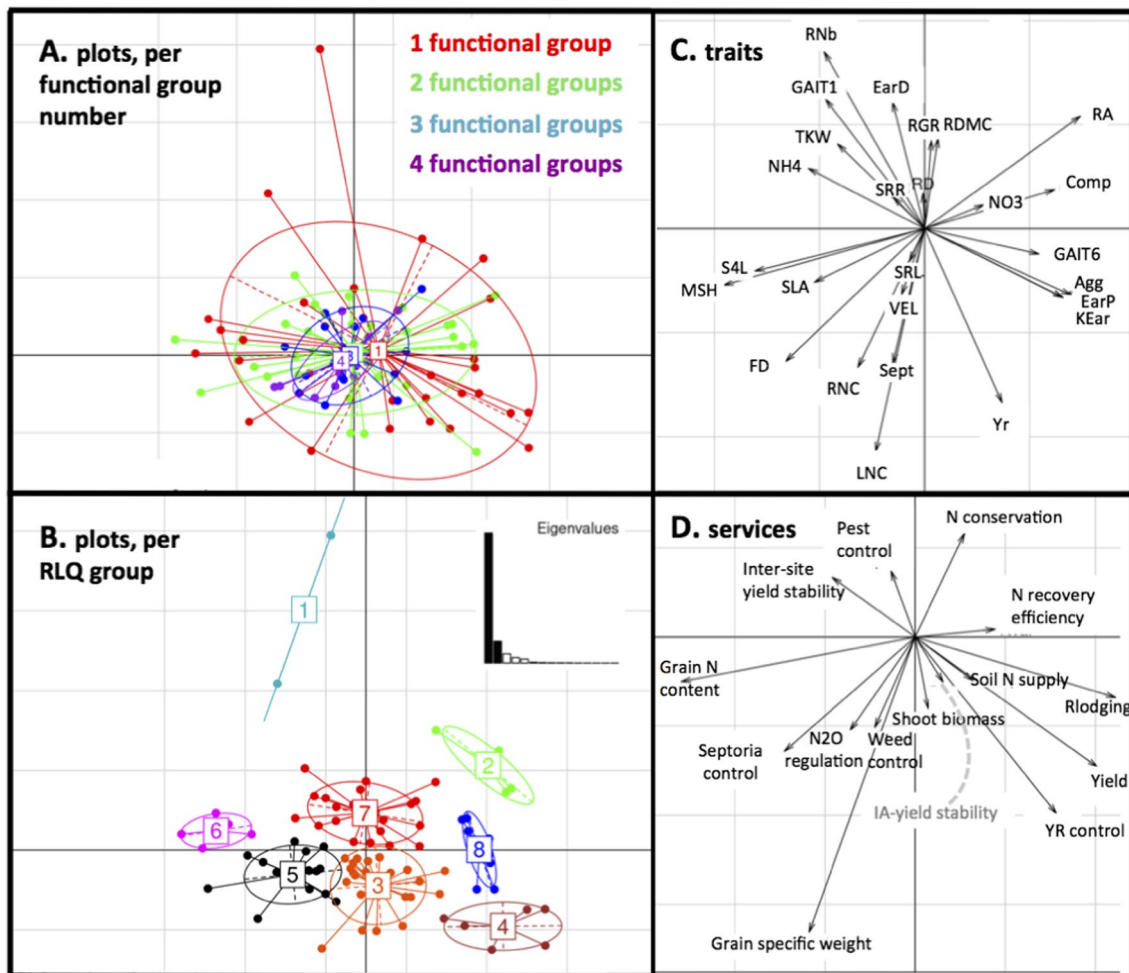 A. plots, per
functional group
number
1 functional group
2 functional groups
3 functional groups
4 functional groups
1
3
4
C. traits
RNb
GAIT1
EarD
TKW
RGR
RDMC
RA
NH4
SRR
RD
NO3
Comp
S4L
MSH
SLA
SRL
VEL
GAIT6
Agg
EarP
KEar
FD
RNC
Sept
Yr
LNC
B. plots, per
RLQ group
Eigenvalues
1
2
7
6
5
3
8
4
D. services
N conservation
Pest
control
Inter-site
yield stability
N recovery
efficiency
Grain N
content
Soil N supply
Rlodging
Shoot biomass
N2O
regulation
Weed
control
Septoria
control
Yield
IA-yield stability
YR control
Grain specific weight